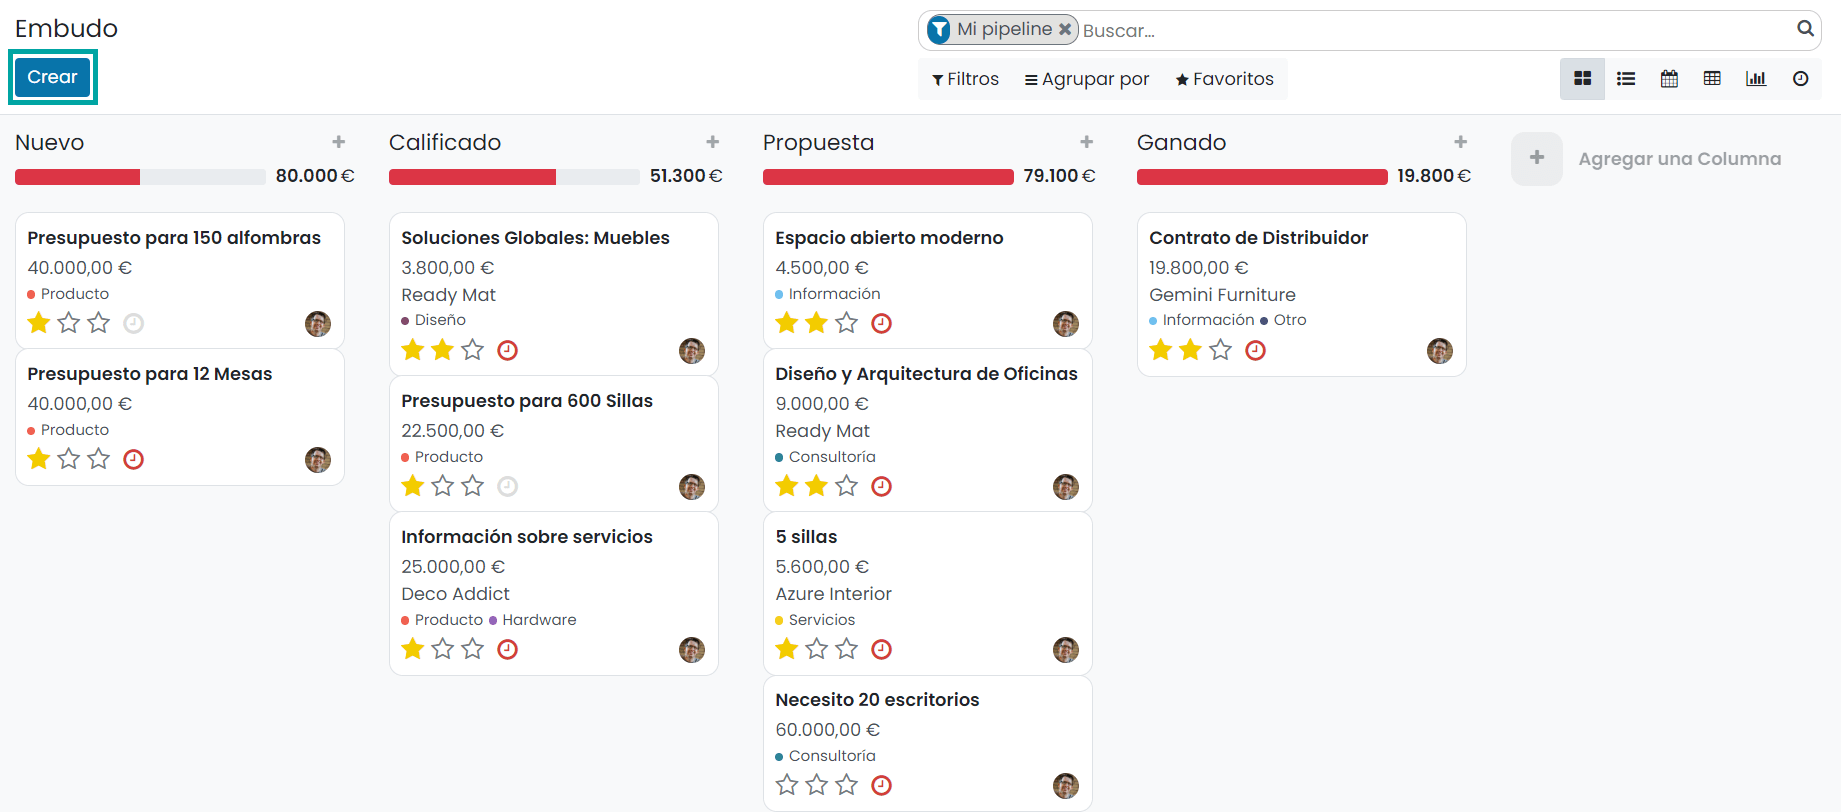 Embudo
Mi pipeline Buscar...
Crear
Filtros Agrupar por Favoritos
Nuevo
80.000 €
Presupuesto para 150 alfombras
40.000,00 €
Producto
Presupuesto para 12 Mesas
40.000,00 €
Producto
Calificado
51.300 €
Soluciones Globales: Muebles
3.800,00 €
Ready Mat
Diseño
Presupuesto para 600 Sillas
22.500,00 €
Producto
Información sobre servicios
25.000,00 €
Deco Addict
Producto Hardware
Propuesta
79.100 €
Espacio abierto moderno
4.500,00 €
Información
Diseño y Arquitectura de Oficinas
9.000,00 €
Ready Mat
Consultoría
5 sillas
5.600,00 €
Azure Interior
Servicios
Necesito 20 escritorios
60.000,00 €
Consultoría
Ganado
19.800 €
Contrato de Distribuidor
19.800,00 €
Gemini Furniture
Información Otro
Agregar una Columna